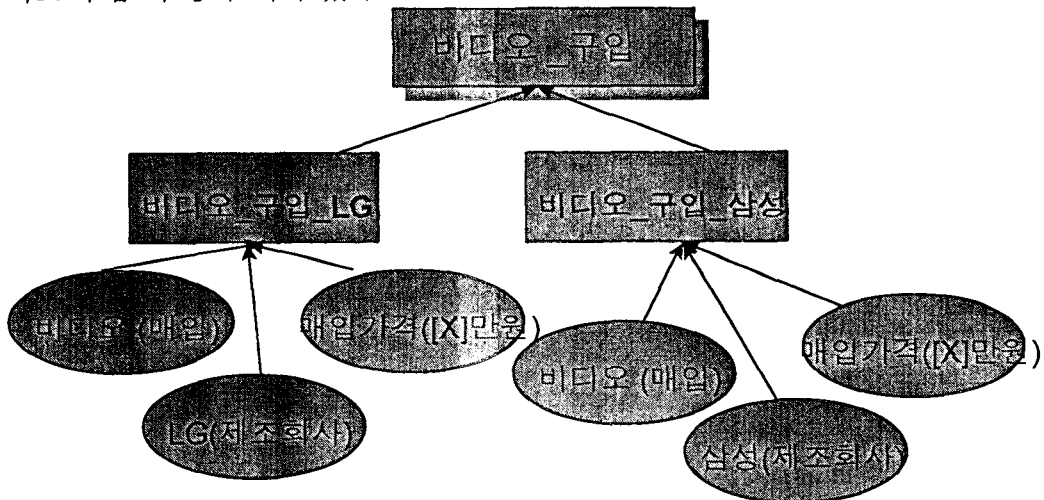 비디오_구입
비디오_구입_LG
비디오_구입_삼성
비디오(매입)
매입가격([X]만원)
LG(제조회사)
비디오(매입)
매입가격([X]만원)
삼성(제조회사)